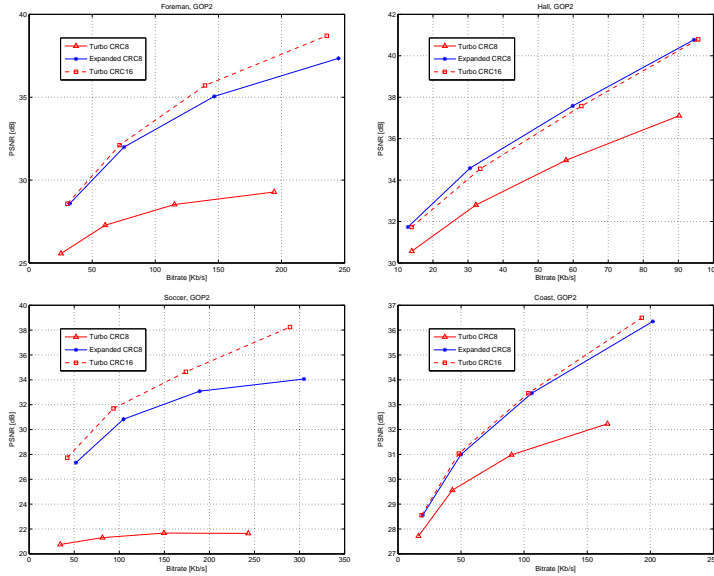 Foreman, GOP2
40
35
30
25
PSNR [dB]
Turbo CRC8
Expanded CRC8
Turbo CRC16
0 50 100 150 200 250
Bitrate [Kb/s]
Hall, GOP2
42
40
38
36
34
32
30
PSNR [dB]
Turbo CRC8
Expanded CRC8
Turbo CRC16
10 20 30 40 50 60 70 80 90 100
Bitrate [Kb/s]
Soccer, GOP2
40
38
36
34
32
30
28
26
24
22
20
PSNR [dB]
Turbo CRC8
Expanded CRC8
Turbo CRC16
0 50 100 150 200 250 300 350
Bitrate [Kb/s]
Coast, GOP2
37
36
35
34
33
32
31
30
29
28
27
PSNR [dB]
Turbo CRC8
Expanded CRC8
Turbo CRC16
0 50 100 150 200 25
Bitrate [Kb/s]